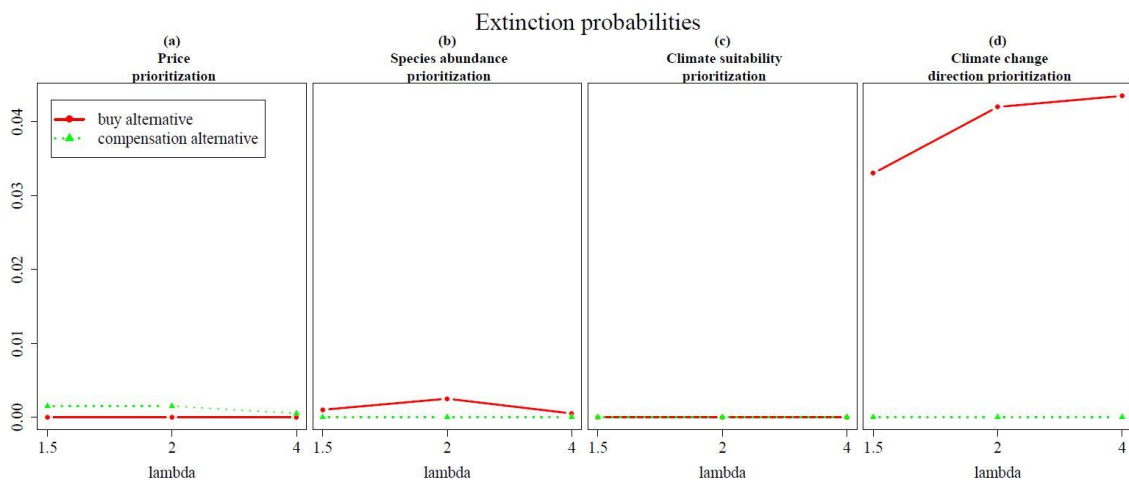 Extinction probabilities
(a)
Price
prioritization
(b)
Species abundance
prioritization
(c)
Climate suitability
prioritization
(d)
Climate change
direction prioritization
buy alternative
compensation alternative
0.04
0.03
0.02
0.01
0.00
1.5 2 4
lambda
1.5 2 4
lambda
1.5 2 4
lambda
1.5 2 4
lambda